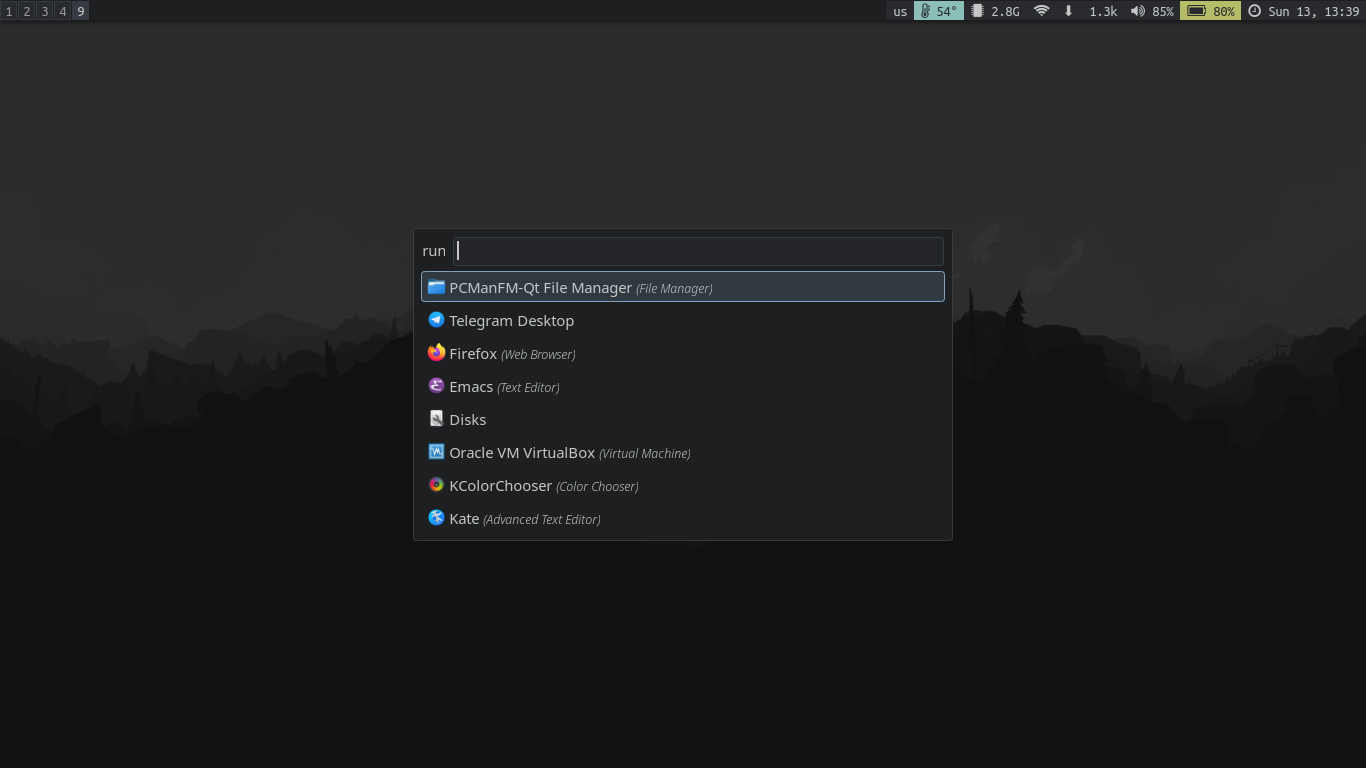 1 2 3 4 9 us 54° 2.8G 1.3k 85% 80% Sun 13, 13:39
run
PCManFM-Qt File Manager (File Manager)
Telegram Desktop
Firefox (Web Browser)
Emacs (Text Editor)
Disks
Oracle VM VirtualBox (Virtual Machine)
KColorChooser (Color Chooser)
Kate (Advanced Text Editor)